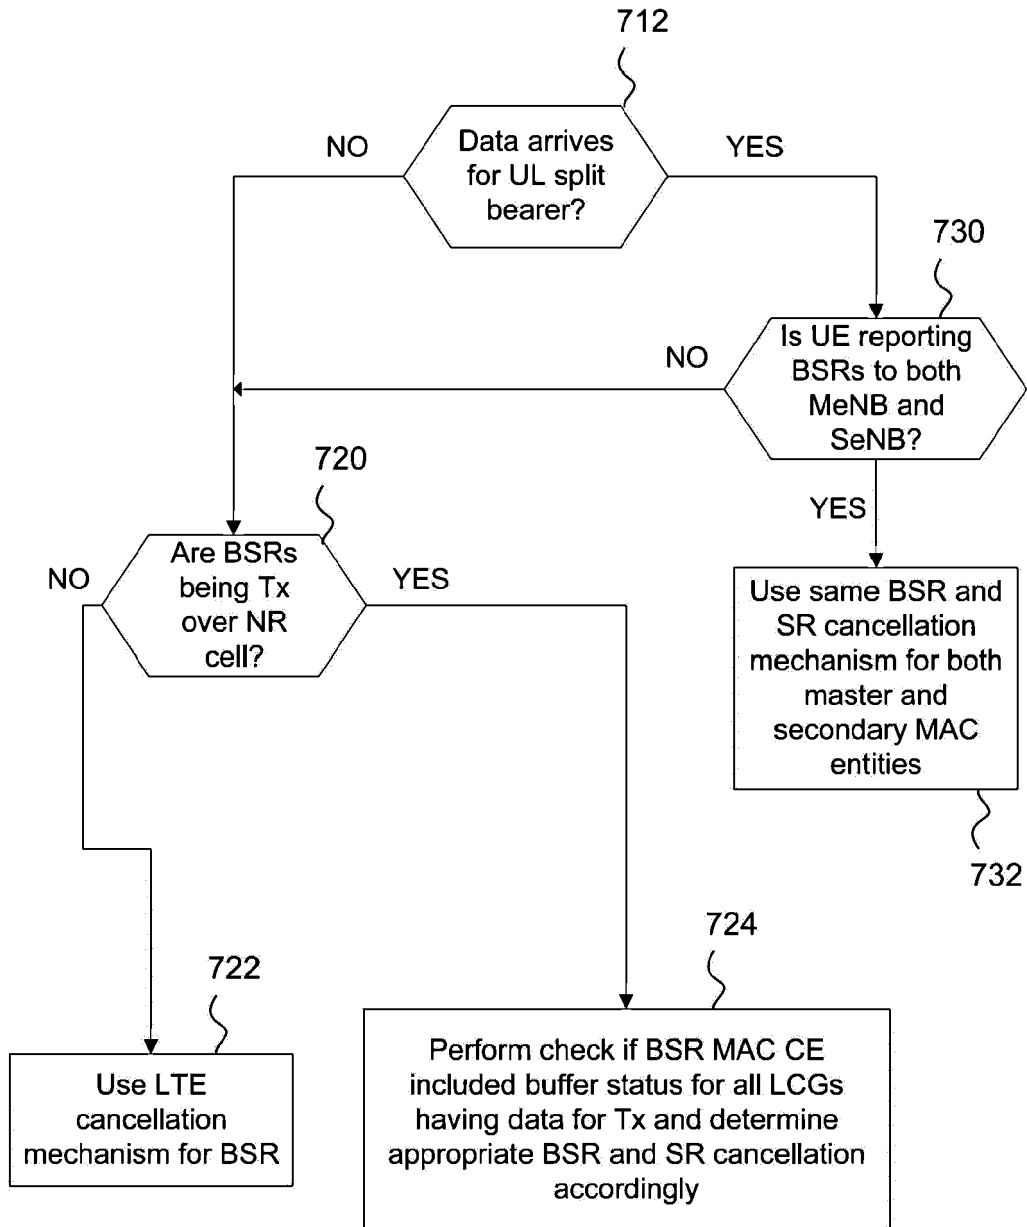 712
NO
Data arrives
for UL split
bearer?
YES
730
NO
Is UE reporting
BSRs to both
MeNB and
SeNB?
720
YES
NO
Are BSRs
being Tx
over NR
cell?
YES
Use same BSR and
SR cancellation
mechanism for both
master and
secondary MAC
entities
732
724
722
Use LTE
cancellation
mechanism for BSR
Perform check if BSR MAC CE
included buffer status for all LCGs
having data for Tx and determine
appropriate BSR and SR cancellation
accordingly